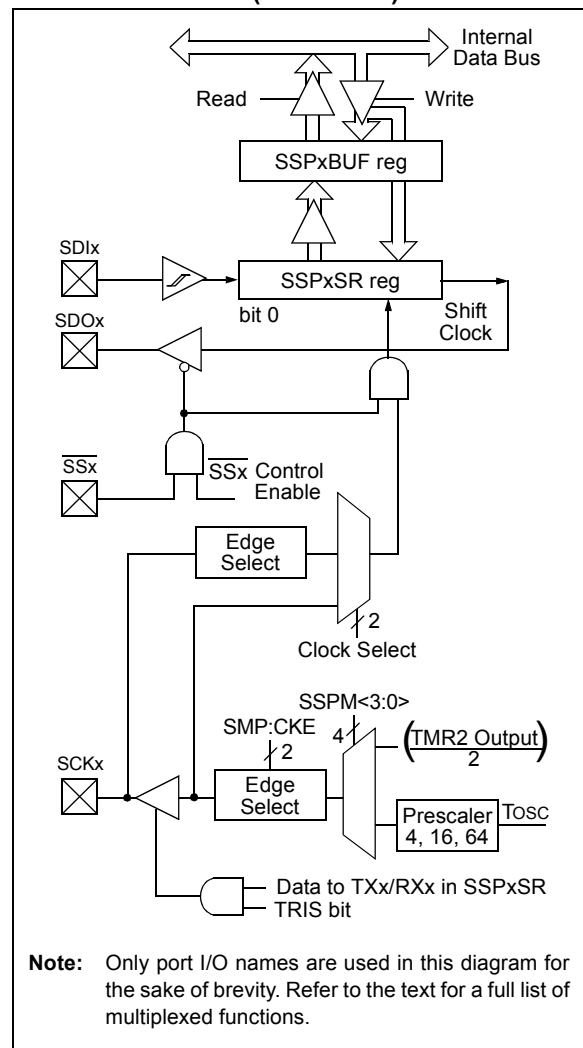 Internal
Data Bus
Read
Write
SSPxBUF reg
SDIx
SSPxSR reg
bit 0
Shift
Clock
SDOx
SSx
SSx Control
Enable
Edge
Select
2
Clock Select
SSPM<3:0>
SMP:CKE
4
2
(TMR2 Output)
2
SCKx
Edge
Select
Prescaler
4, 16, 64
TOSC
Data to TXx/RXx in SSPxSR
TRIS bit
Note: Only port I/O names are used in this diagram for
the sake of brevity. Refer to the text for a full list of
multiplexed functions.